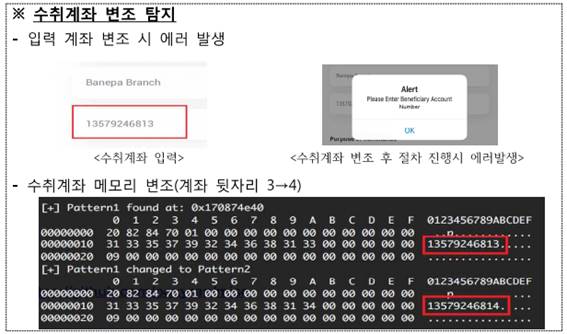 ※ 수취계좌 변조 탐지
- 입력 계좌 변조 시 에러 발생
Banepa Branch
13579246813
<수취계좌 입력>
Alert
Please Enter Beneficiary Account
Number
OK
<수취계좌 변조 후 절차 진행시 에러발생>
- 수취계좌 메모리 변조(계좌 뒷자리 3→4)
[+] Pattern1 found at: 0x170874e40
0 1 2 3 4 5 6 7 8 9 A B C D E F 0123456789ABCDEF
00000000 20 82 84 70 01 00 00 00 00 00 00 00 00 00 00 00 ..p............
00000010 31 33 35 37 39 32 34 36 38 31 33 00 00 00 00 00 13579246813.....
00000020 09 00 00 00 00 00 00 00 00 00 00 00 00 00 00 00 ................
[+] Pattern1 changed to Pattern2
0 1 2 3 4 5 6 7 8 9 A B C D E F 0123456789ABCDEF
00000000 20 82 84 70 01 00 00 00 00 00 00 00 00 00 00 00 ...p............
00000010 31 33 35 37 39 32 34 36 38 31 34 00 00 00 00 00 13579246814.....
00000020 09 00 00 00 00 00 00 00 00 00 00 00 00 00 00 00 ................